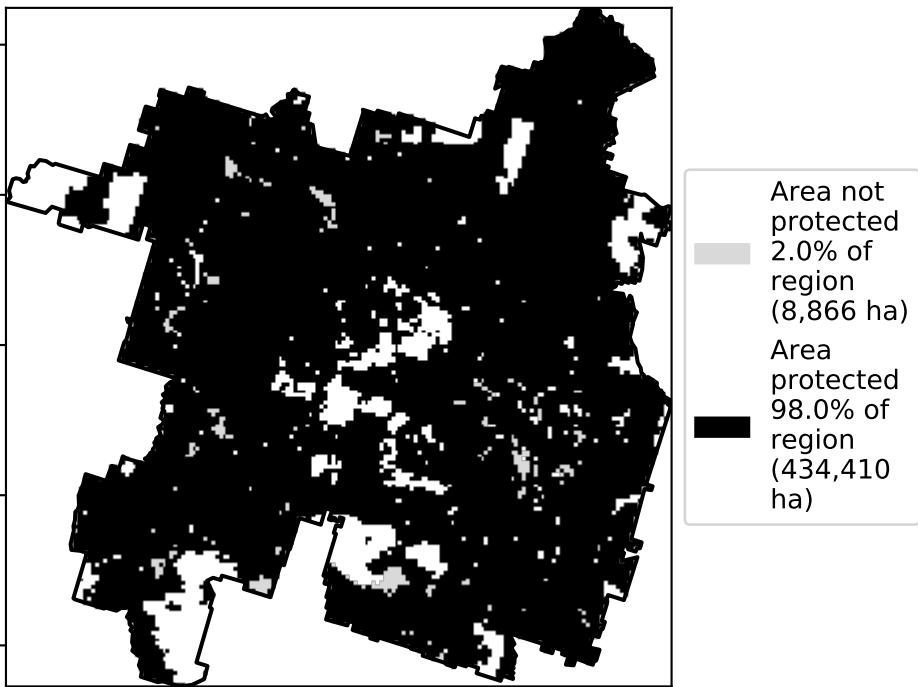 Area not
protected
2.0% of
region
(8,866 ha)
Area
protected
98.0% of
region
(434,410
ha)